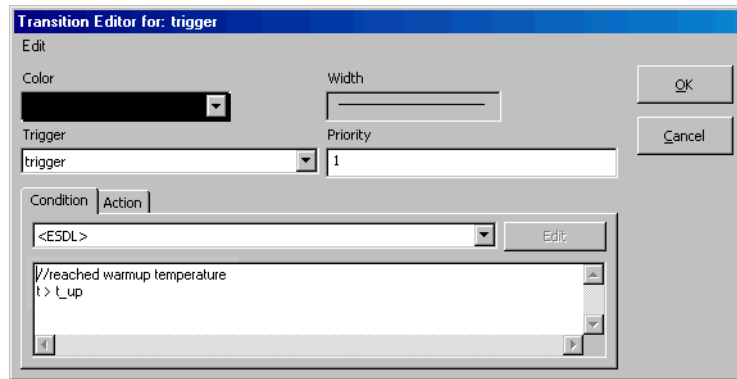 Transition Editor for: trigger
Edit
Color
Width
OK
Trigger
Priority
Cancel
trigger
1
Condition
Action
<ESDL>
Edit
//reached warmup temperature
t > t_up